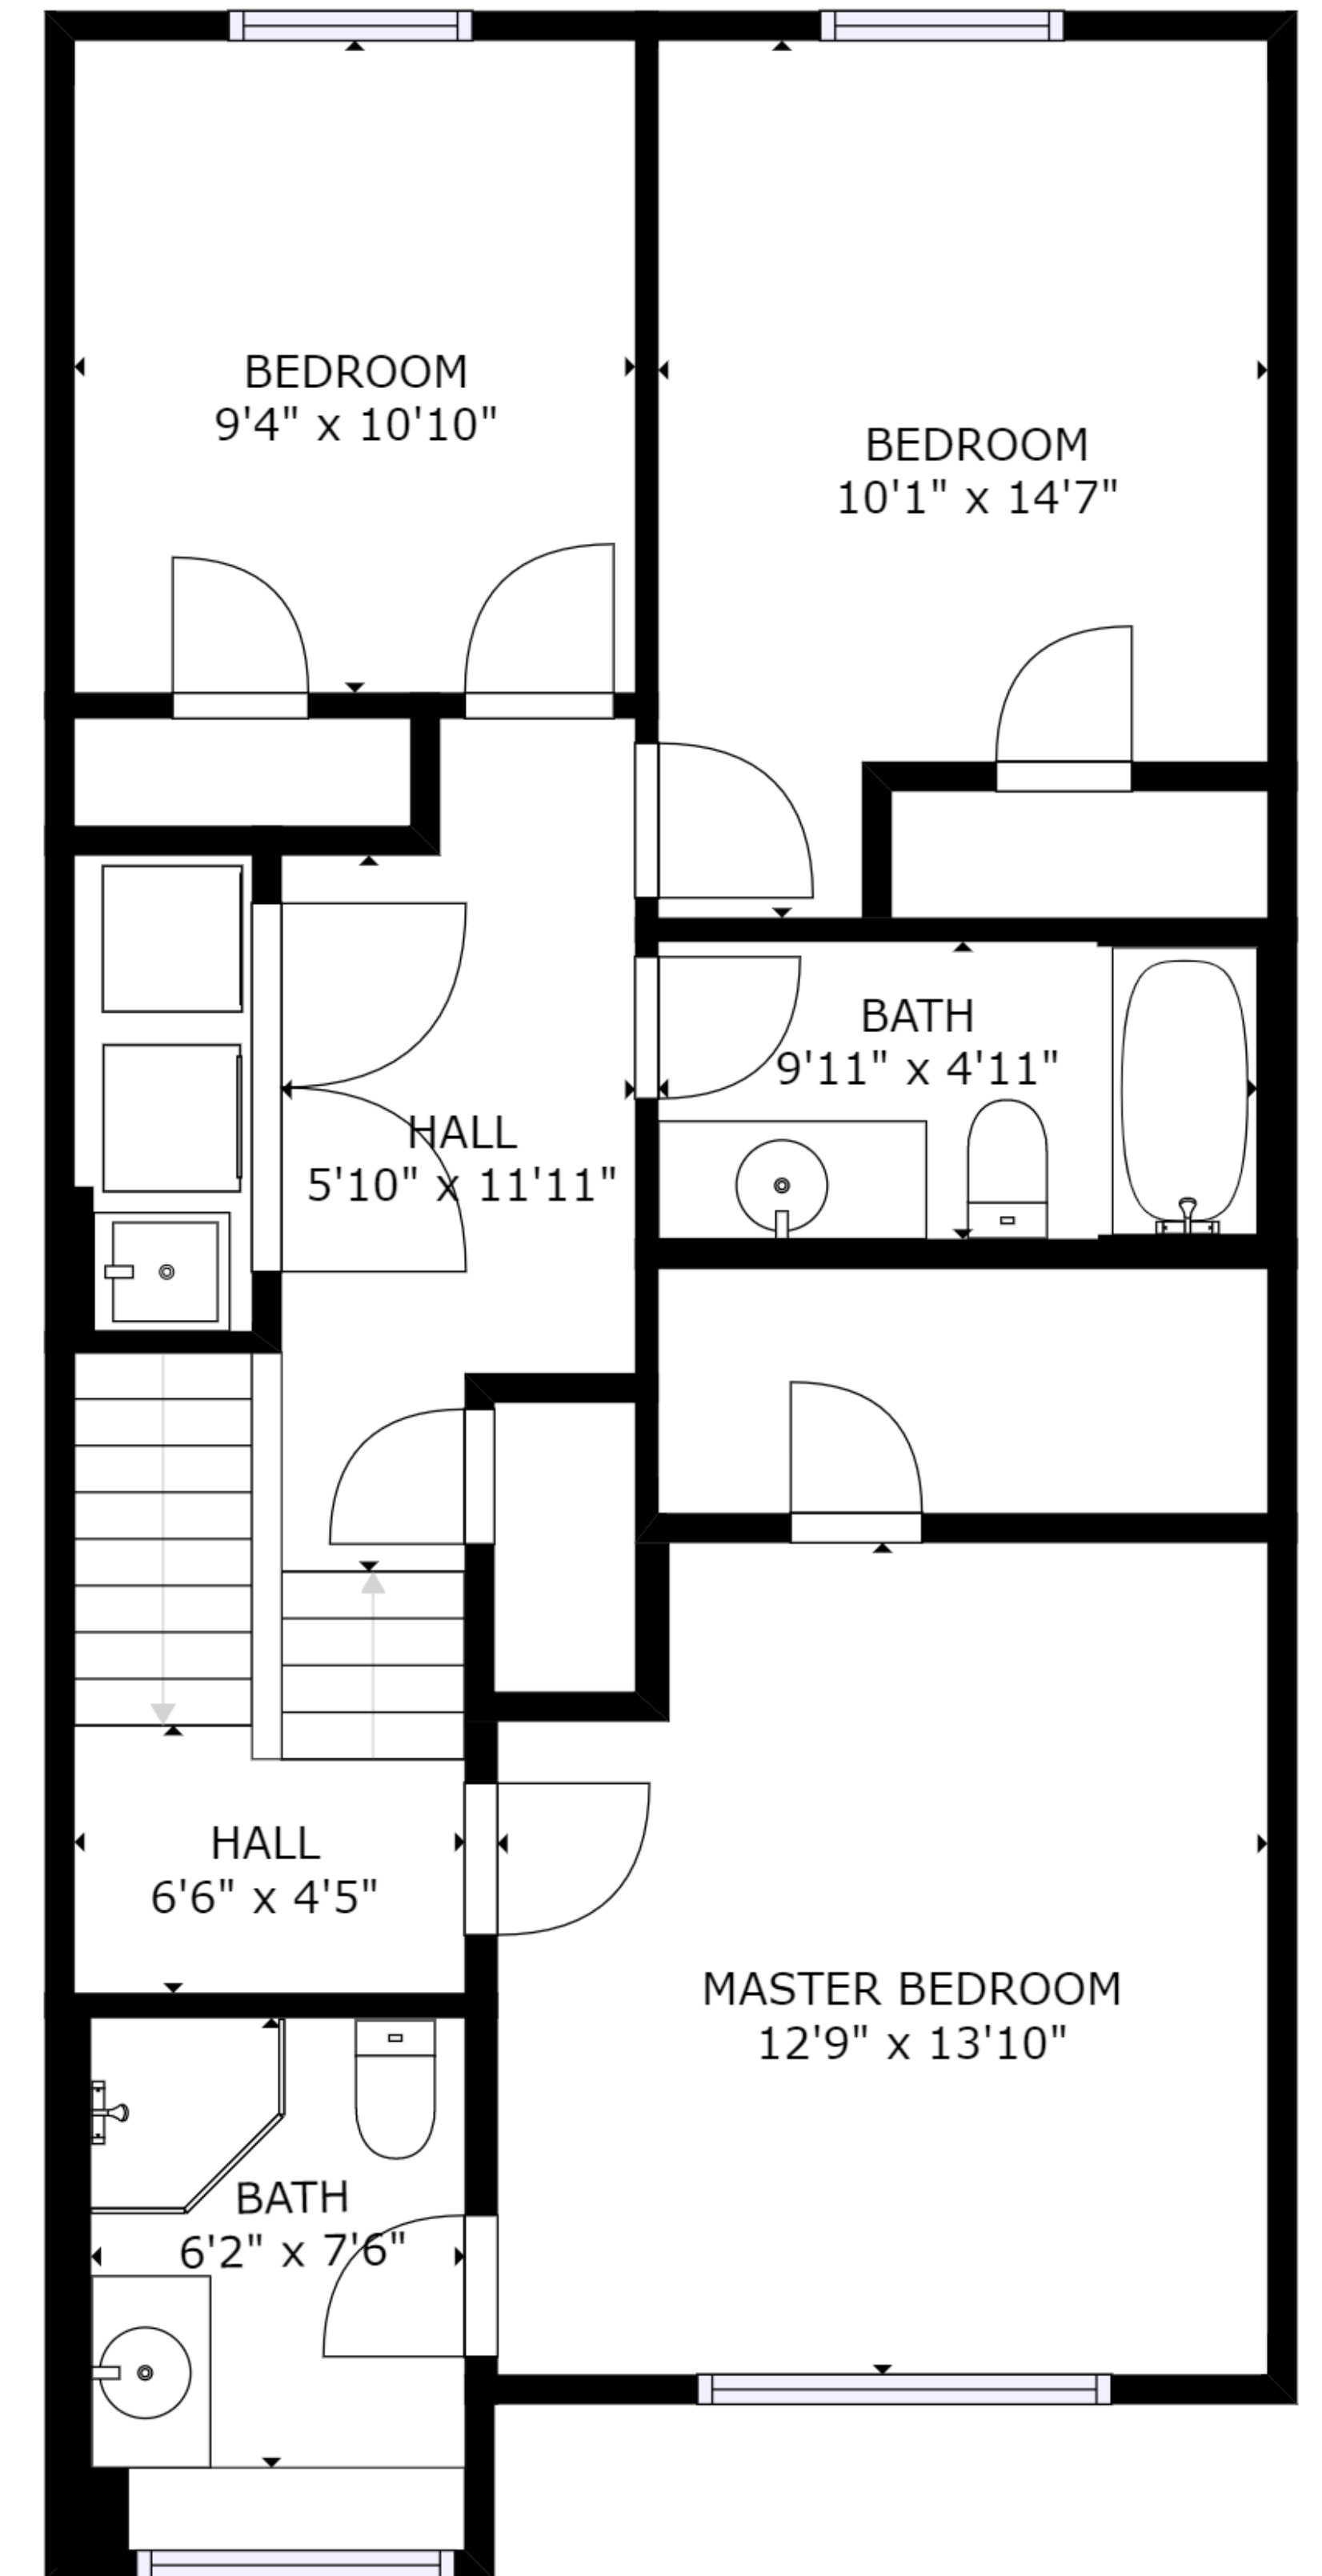 BEDROOM
9'4" x 10'10"
BEDROOM
10'1" x 14'7"
BATH
9'11" x 4'11"
HALL
5'10" x 11'11"
HALL
6'6" x 4'5"
MASTER BEDROOM
12'9" x 13'10"
BATH
6'2" x 7'6"